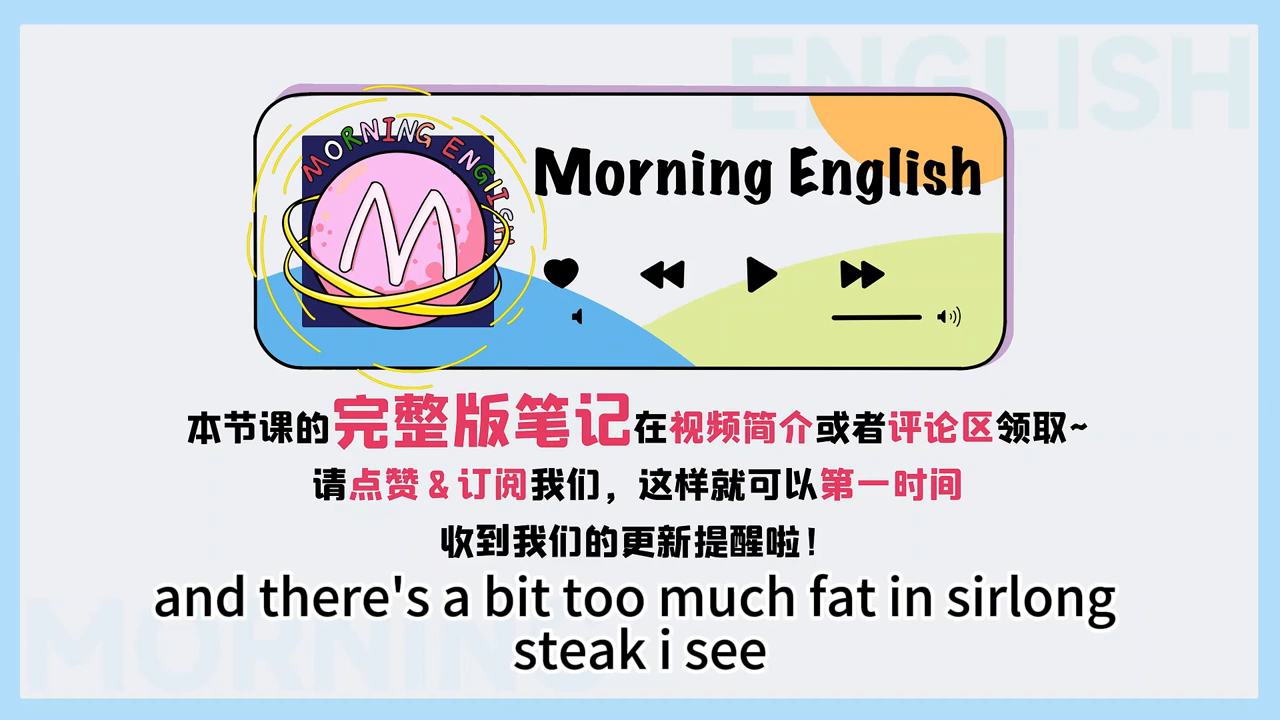 ENGLISH
MORNING ENGLISH
M
Morning English
本节课的完整版笔记在视频简介或者评论区领取~
请点赞&订阅我们，这样就可以第一时间
收到我们的更新提醒啦！
and there's a bit too much fat in sirlong
steak i see
MORNING